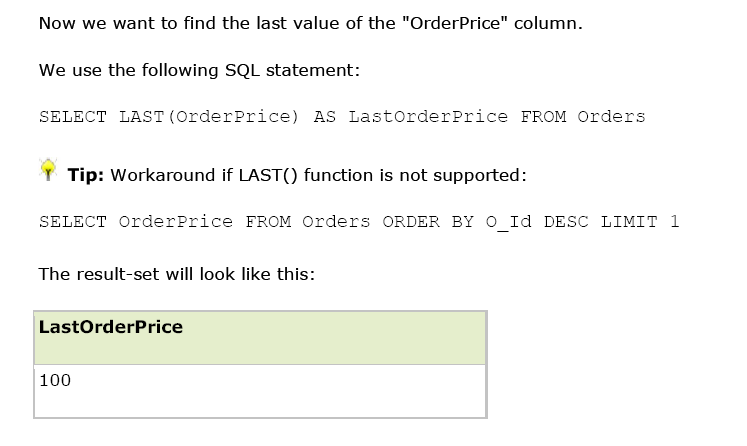 Now we want to find the last value of the "OrderPrice" column.
We use the following SQL statement:
SELECT LAST(OrderPrice) AS LastOrderPrice FROM Orders
Tip: Workaround if LAST() function is not supported:
SELECT OrderPrice FROM Orders ORDER BY O_Id DESC LIMIT 1
The result-set will look like this:
LastOrderPrice
100